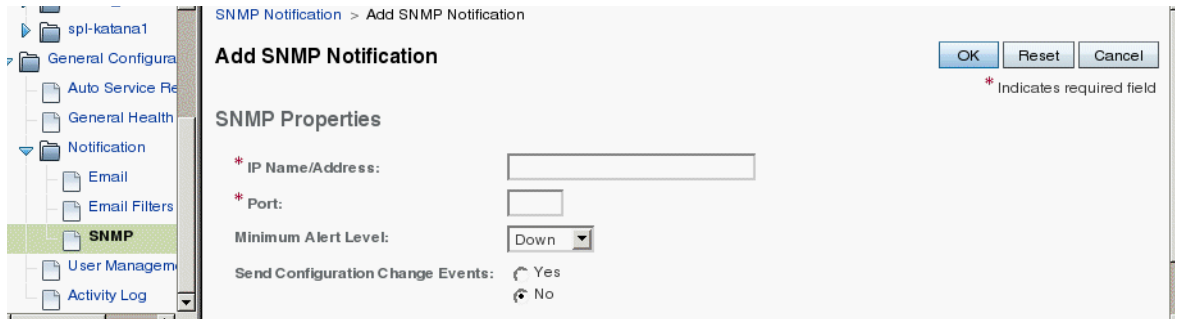 spl-katana1
General Configura
Auto Service Re
General Health
Notification
Email
Email Filters
SNMP
User Managem
Activity Log
SNMP Notification > Add SNMP Notification
Add SNMP Notification
OK Reset Cancel
* Indicates required field
SNMP Properties
* IP Name/Address:
* Port:
Minimum Alert Level: Down
Send Configuration Change Events: Yes
No